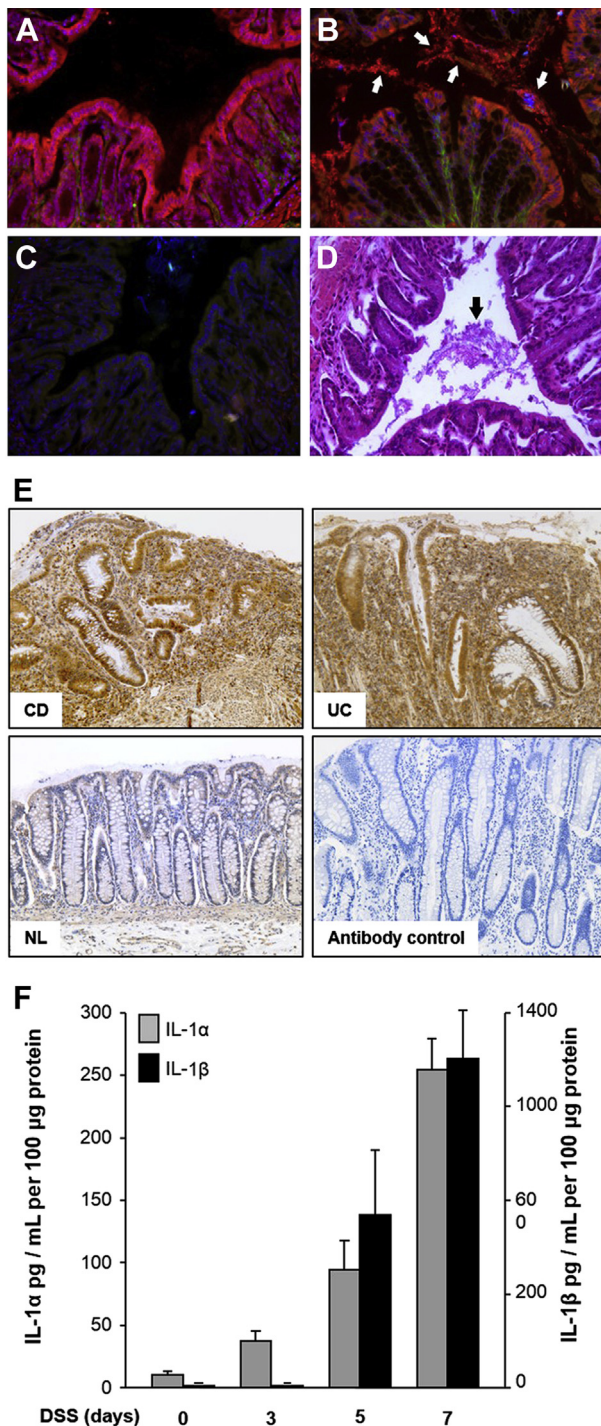 A
B
C
D
E
CD
UC
NL
Antibody control
F
300
250
200
150
100
50
0
IL-1α pg / mL per 100 µg protein
IL-1α
IL-1β
1400
1000
60
0
200
0
IL-1β pg / mL per 100 µg protein
DSS (days) 0 3 5 7